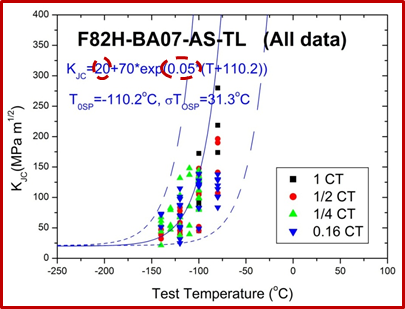 F82H-BA07-AS-TL (All data)
K_JC=20+70*exp(0.05*(T+110.2))
T_0SP=-110.2°C, σT_OSP=31.3°C
K_JC (MPa m^1/2)
400
350
300
250
200
150
100
50
0
1 CT
1/2 CT
1/4 CT
0.16 CT
-250 -200 -150 -100 -50 0 50 100
Test Temperature (°C)